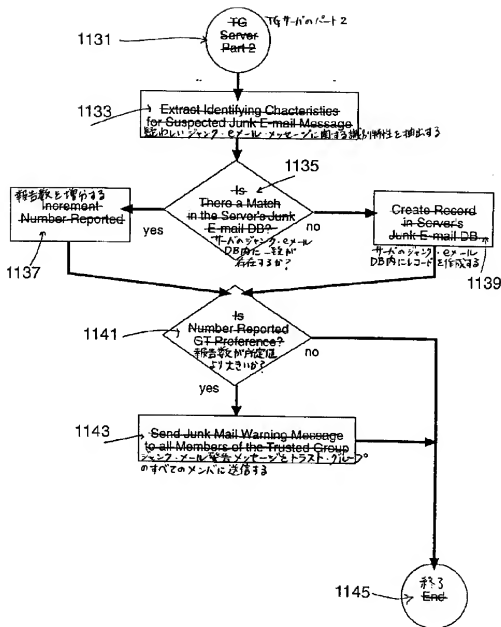 1131
TG
Server
Part 2
TGサーバのパート2
1133
Extract Identifying Chacteristics
for Suspected Junk E-mail Message
疑わしいジャンク・eメール・メッセージに関する識別特性を抽出する
1135
Is
There a Match
in the Server's Junk
E-mail DB?
サーバのジャンク・eメール
DB内に一致が
存在するか?
yes
no
報告数を増分する
Increment
Number Reported
1137
Create Record
in Server's
Junk E-mail DB
サーバのジャンク・eメール
DB内にレコードを作成する
1139
1141
Is
Number Reported
GT Preference?
報告数が所定値
より大きいか?
no
yes
1143
Send Junk Mail Warning Message
to all Members of the Trusted Group
ジャンク・メール警告メッセージをトラスト・グループ
のすべてのメンバに送信する
1145
終了
End